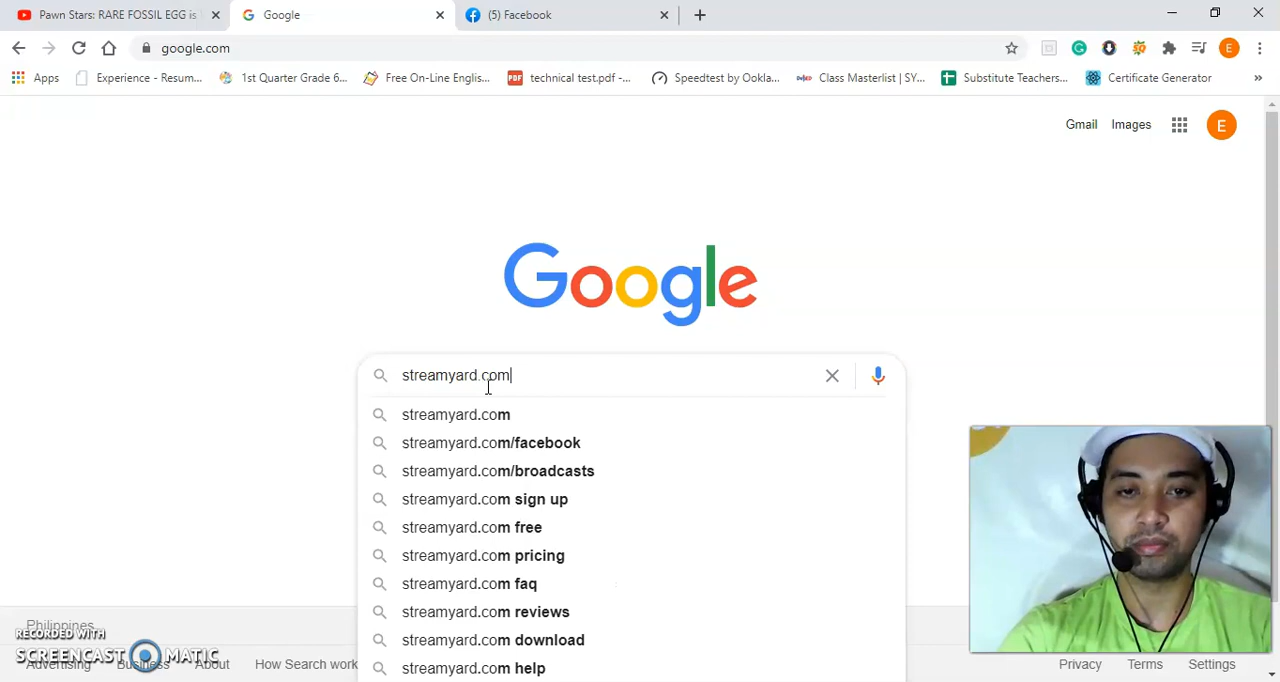 Pawn Stars: RARE FOSSIL EGG is
Google
(5) Facebook
google.com
E
Apps
Experience - Resum...
1st Quarter Grade 6...
Free On-Line Englis...
technical test.pdf -...
Speedtest by Ookla...
Class Masterlist | SY...
Substitute Teachers...
Certificate Generator
Gmail
Images
E
Google
streamyard.com
streamyard.com
streamyard.com/facebook
streamyard.com/broadcasts
streamyard.com sign up
streamyard.com free
streamyard.com pricing
streamyard.com faq
streamyard.com reviews
streamyard.com download
streamyard.com help
Philippines
RECORDED WITH
SCREENCAST MATIC
Advertising
Business
About
How Search work
Privacy
Terms
Settings